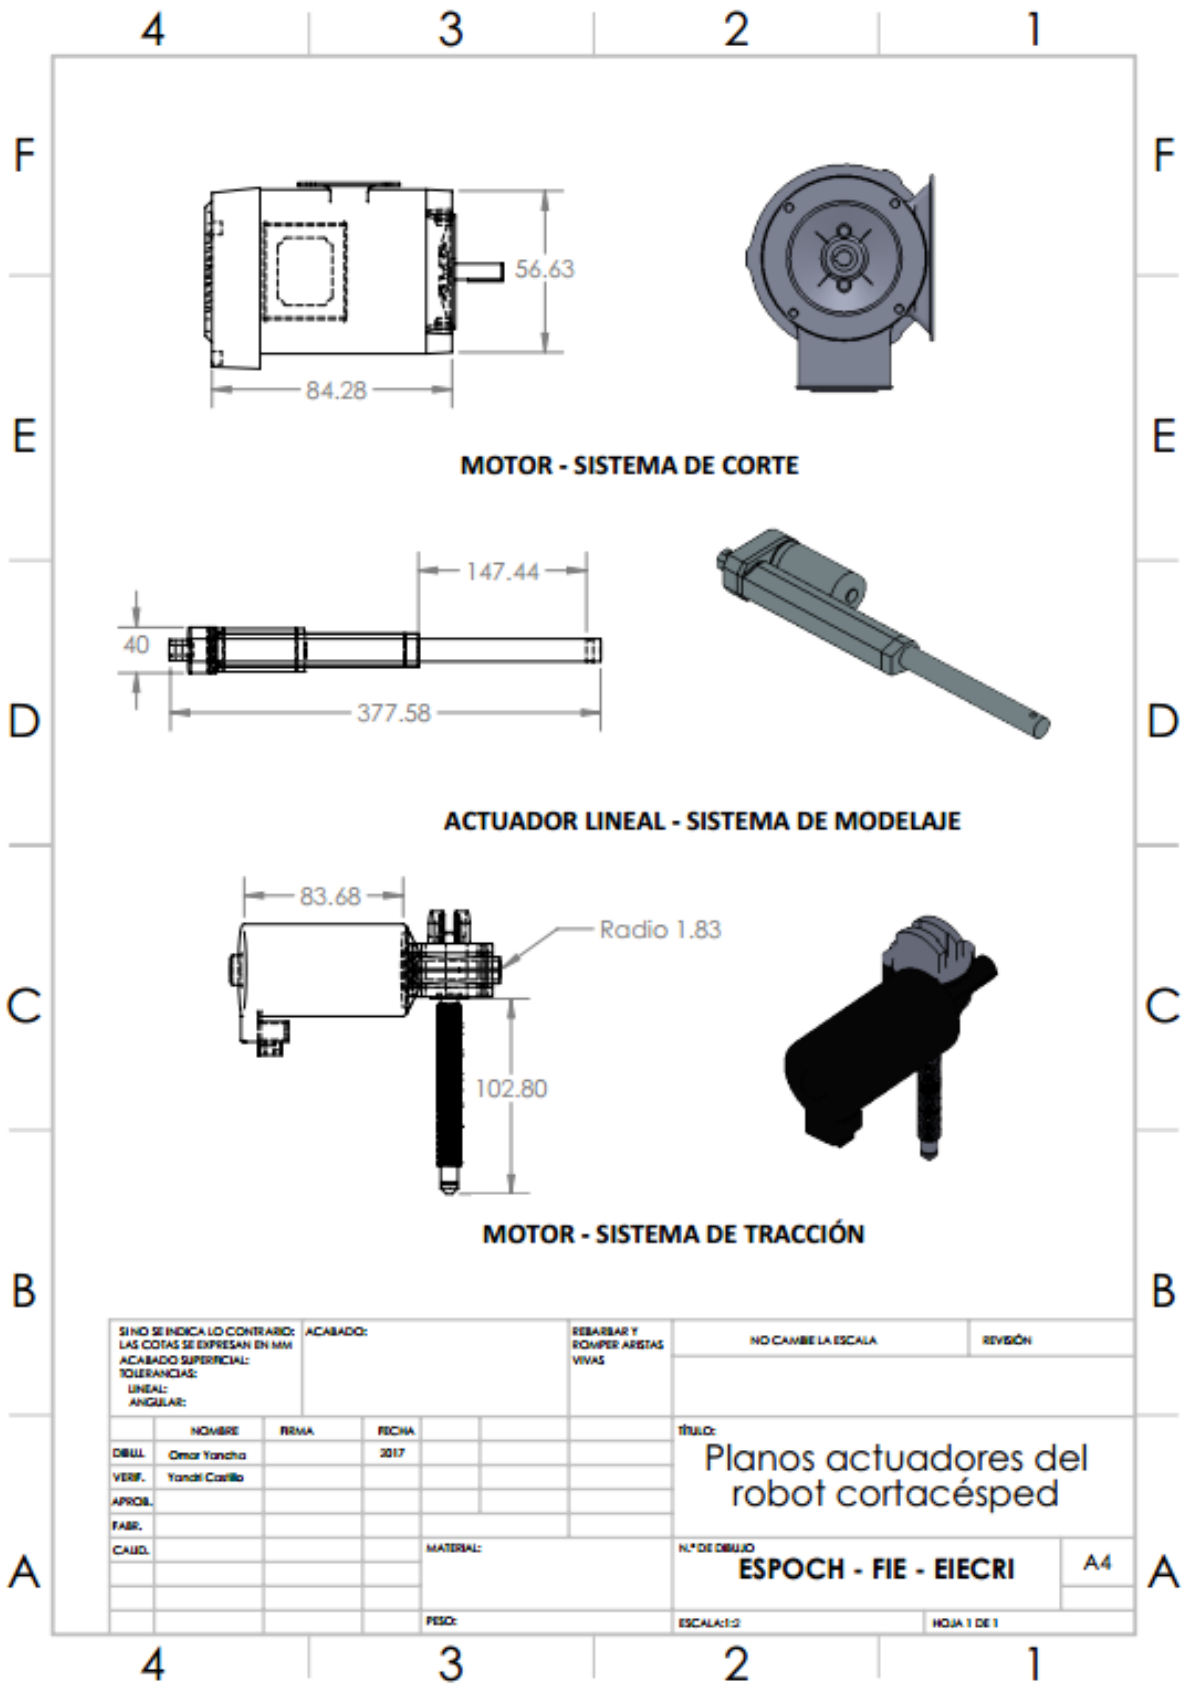 4 3 2 1
F F
56.63
84.28
E E
MOTOR - SISTEMA DE CORTE
147.44
40
377.58
D D
ACTUADOR LINEAL - SISTEMA DE MODELAJE
83.68
Radio 1.83
C C
102.80
MOTOR - SISTEMA DE TRACCIÓN
B B
SI NO SE INDICA LO CONTRARIO:
LAS COTAS SE EXPRESAN EN MM
ACABADO SUPERFICIAL:
TOLERANCIAS:
LINEAL:
ANGULAR:
ACABADO:
REBARBAR Y
ROMPER ARISTAS
VIVAS
NO CAMBIE LA ESCALA
REVISIÓN
NOMBRE FIRMA FECHA
DIBUJ. Omar Yancha 2017
VERIF. Yandri Castillo
APROB.
FABR.
CALID.
TÍTULO:
Planos actuadores del
robot cortacésped
MATERIAL:
N.º DE DIBUJO
ESPOCH - FIE - EIECRI
A4
A A
PESO:
ESCALA:1:2
HOJA 1 DE 1
4 3 2 1